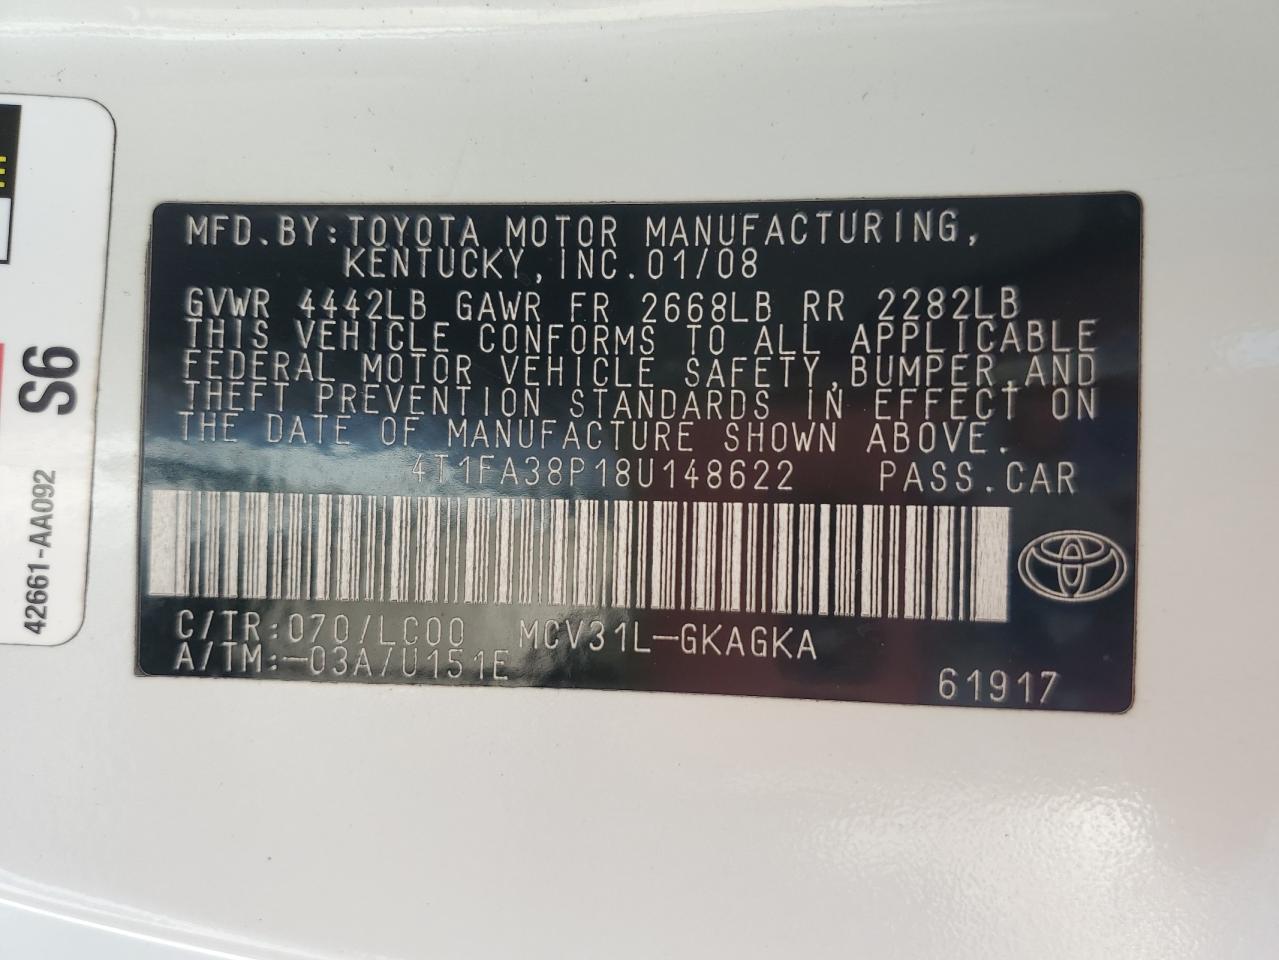 MFD.BY:TOYOTA MOTOR MANUFACTURING,
KENTUCKY,INC.01/08
GVWR 4442LB GAWR FR 2668LB RR 2282LB
THIS VEHICLE CONFORMS TO ALL APPLICABLE
FEDERAL MOTOR VEHICLE SAFETY,BUMPER,AND
THEFT PREVENTION STANDARDS IN EFFECT ON
THE DATE OF MANUFACTURE SHOWN ABOVE.
4T1FA38P18U148622 PASS.CAR
C/TR:070/LC00 MCV31L-GKAGKA
A/TM:-03A/U151E
61917
S6
42661-AA092